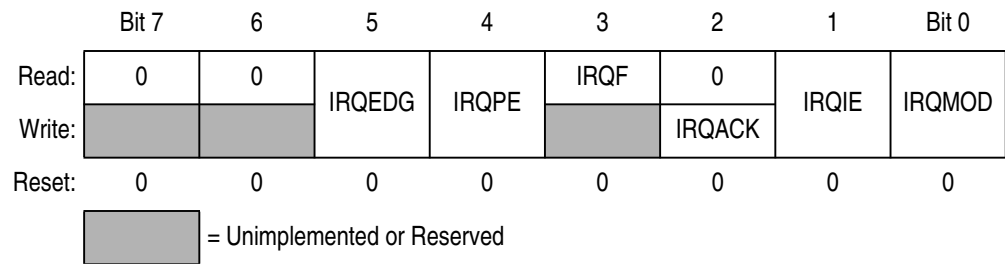 Bit 7 6 5 4 3 2 1 Bit 0
Read: 0 0 IRQEDG IRQPE IRQF 0 IRQIE IRQMOD
Write: IRQACK
Reset: 0 0 0 0 0 0 0 0
= Unimplemented or Reserved